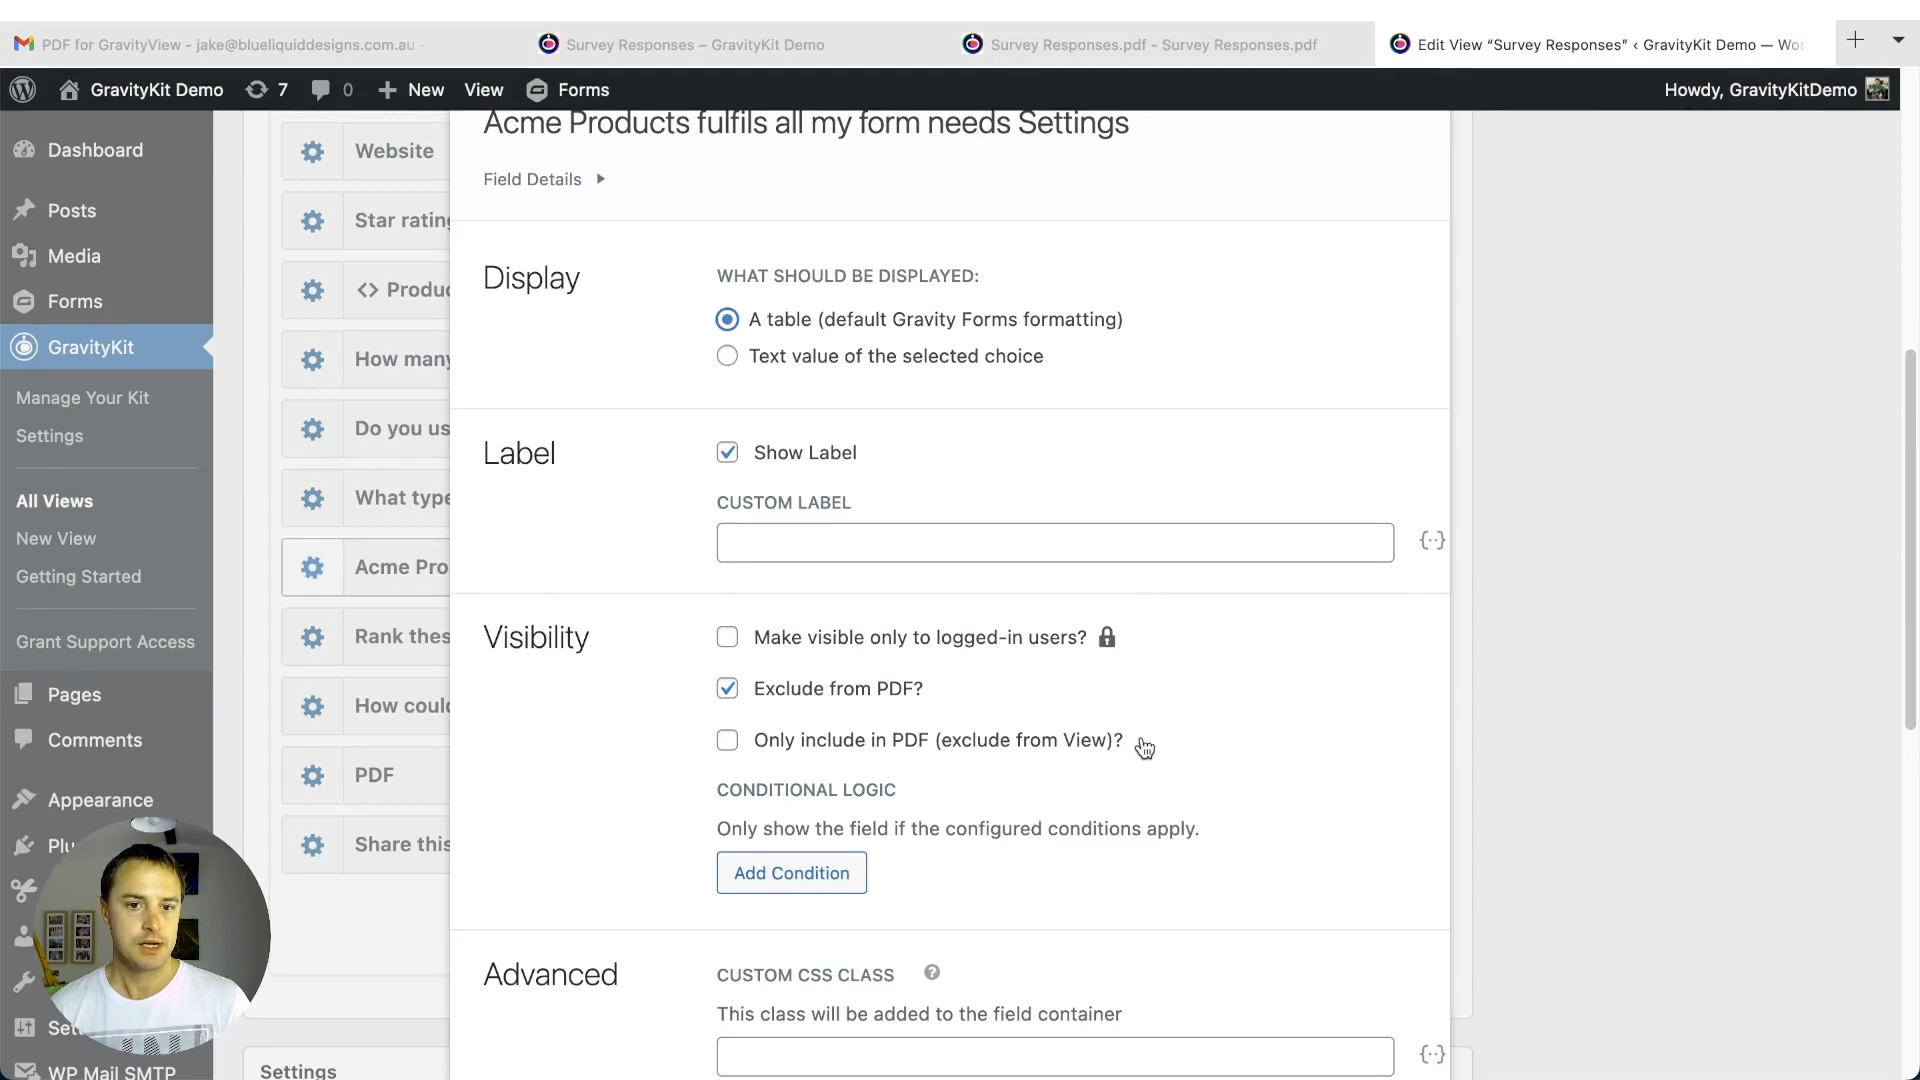 PDF for GravityView - jake@blueliquiddesigns.com.au -
Survey Responses – GravityKit Demo
Survey Responses.pdf - Survey Responses.pdf
Edit View “Survey Responses” ‹ GravityKit Demo — Wor
GravityKit Demo
7
0
New
View
Forms
Howdy, GravityKitDemo
Dashboard
Posts
Media
Forms
GravityKit
Manage Your Kit
Settings
All Views
New View
Getting Started
Grant Support Access
Pages
Comments
Appearance
Plu
Set
WP Mail SMTP
Website
Star rating
<> Produc
How many
Do you us
What type
Acme Pro
Rank thes
How could
PDF
Share this
Settings
Acme Products fulfils all my form needs Settings
Field Details
Display
WHAT SHOULD BE DISPLAYED:
A table (default Gravity Forms formatting)
Text value of the selected choice
Label
Show Label
CUSTOM LABEL
{··}
Visibility
Make visible only to logged-in users?
Exclude from PDF?
Only include in PDF (exclude from View)?
CONDITIONAL LOGIC
Only show the field if the configured conditions apply.
Add Condition
Advanced
CUSTOM CSS CLASS
?
This class will be added to the field container
{··}